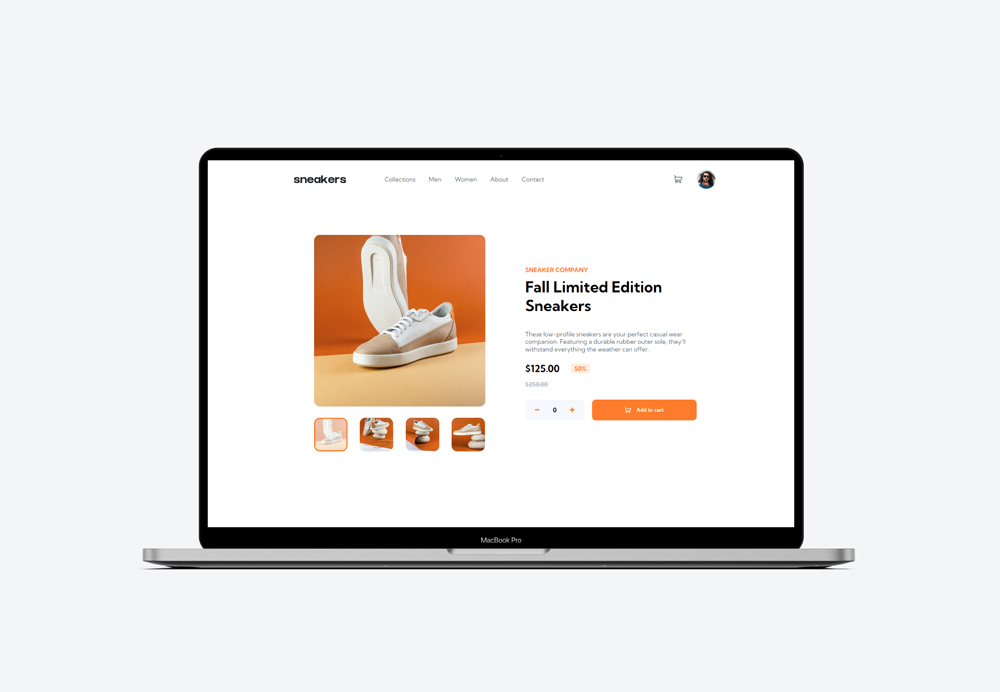 sneakers
Collections Men Women About Contact
SNEAKER COMPANY
Fall Limited Edition
Sneakers
These low-profile sneakers are your perfect casual wear
companion. Featuring a durable rubber outer sole, they'll
withstand everything the weather can offer.
$125.00 50%
$250.00
− 0 + Add to cart
MacBook Pro